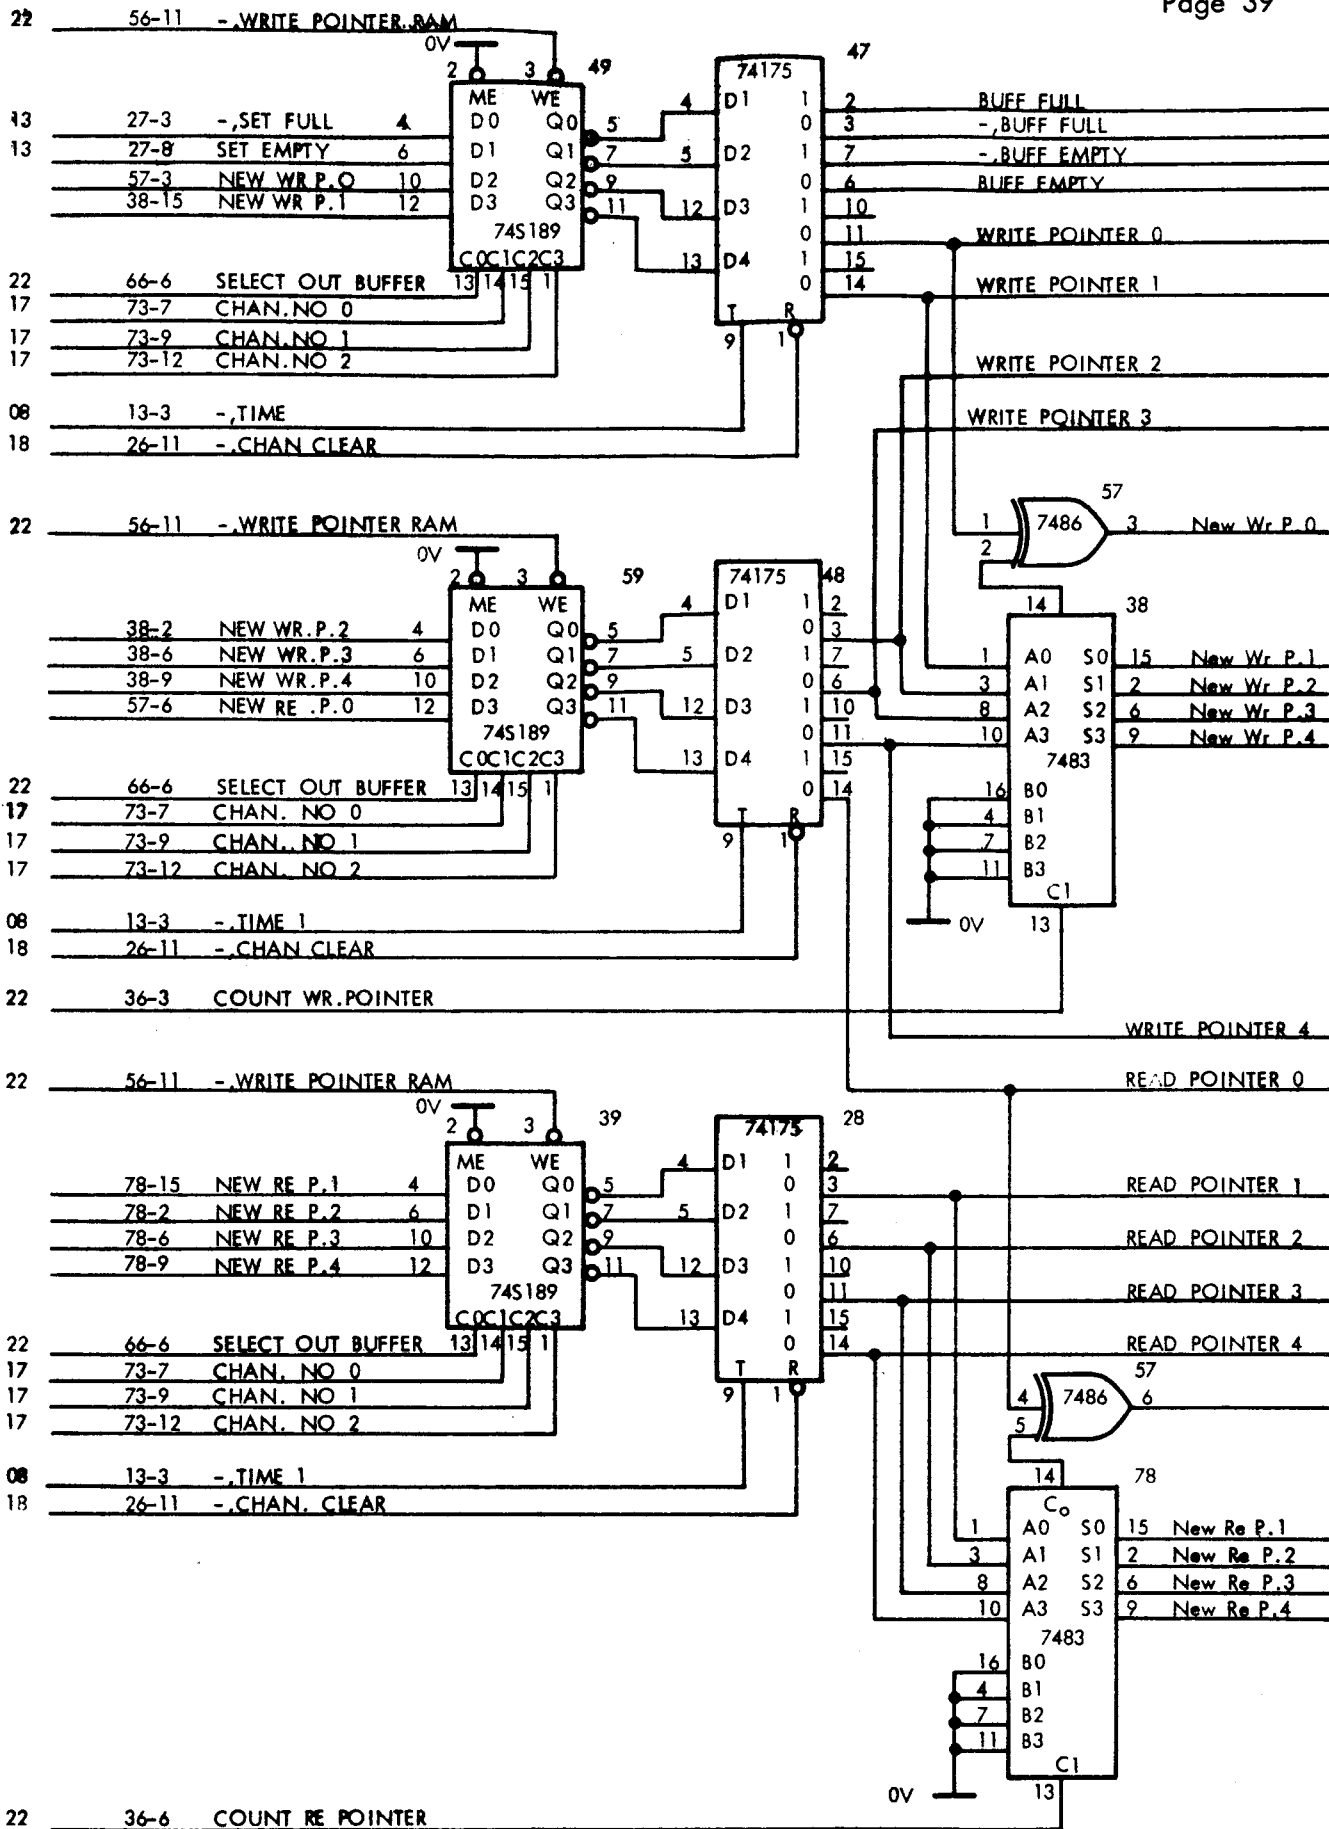 Page 39
22 56-11 -,WRITE POINTER RAM
0V
2 3 49
ME WE
47
74175
13 27-3 -,SET FULL 4 D0 Q0 5 4 D1 1 2 BUFF FULL
0 3 -,BUFF FULL
13 27-8 SET EMPTY 6 D1 Q1 7 5 D2 1 7 -,BUFF EMPTY
57-3 NEW WR P.0 10 D2 Q2 9 0 6 BUFF EMPTY
38-15 NEW WR P.1 12 D3 Q3 11 12 D3 1 10
74S189
0 11 WRITE POINTER 0
C0C1C2C3 13 D4 1 15
22 66-6 SELECT OUT BUFFER 13 14 15 1 0 14 WRITE POINTER 1
17 73-7 CHAN.NO 0
T R
17 73-9 CHAN.NO 1 9 1
17 73-12 CHAN.NO 2
WRITE POINTER 2
08 13-3 -,TIME
WRITE POINTER 3
18 26-11 -,CHAN CLEAR
57
22 56-11 -,WRITE POINTER RAM
1 7486 3 New Wr P.0
2
0V
2 3 59
74175 48
ME WE
14 38
38-2 NEW WR.P.2 4 D0 Q0 5 4 D1 1 2
0 3
38-6 NEW WR.P.3 6 D1 Q1 7 5 D2 1 7 1 A0 S0 15 New Wr P.1
38-9 NEW WR.P.4 10 D2 Q2 9 0 6 3 A1 S1 2 New Wr P.2
57-6 NEW RE .P.0 12 D3 Q3 11 12 D3 1 10 8 A2 S2 6 New Wr P.3
74S189
0 11 10 A3 S3 9 New Wr P.4
C0C1C2C3 13 D4 1 15 7483
22 66-6 SELECT OUT BUFFER 13 14 15 1 0 14 16 B0
17 73-7 CHAN. NO 0
T R 4 B1
17 73-9 CHAN. NO 1 9 1 7 B2
17 73-12 CHAN. NO 2
11 B3
C1
08 13-3 -,TIME 1
0V 13
18 26-11 -,CHAN CLEAR
22 36-3 COUNT WR.POINTER
WRITE POINTER 4
22 56-11 -,WRITE POINTER RAM
READ POINTER 0
0V
2 3 39
74175 28
ME WE 4 D1 1 2
78-15 NEW RE P.1 4 D0 Q0 5 0 3 READ POINTER 1
78-2 NEW RE P.2 6 D1 Q1 7 5 D2 1 7
78-6 NEW RE P.3 10 D2 Q2 9 0 6 READ POINTER 2
78-9 NEW RE P.4 12 D3 Q3 11 12 D3 1 10
74S189
0 11 READ POINTER 3
C0C1C2C3 13 D4 1 15
22 66-6 SELECT OUT BUFFER 13 14 15 1 0 14 READ POINTER 4
17 73-7 CHAN. NO 0
T R
57
17 73-9 CHAN. NO 1 9 1
4 7486 6
5
17 73-12 CHAN. NO 2
08 13-3 -,TIME 1
14 78
18 26-11 -,CHAN. CLEAR
Co
1 A0 S0 15 New Re P.1
3 A1 S1 2 New Re P.2
8 A2 S2 6 New Re P.3
10 A3 S3 9 New Re P.4
7483
16 B0
4 B1
7 B2
11 B3
C1
0V 13
22 36-6 COUNT RE POINTER